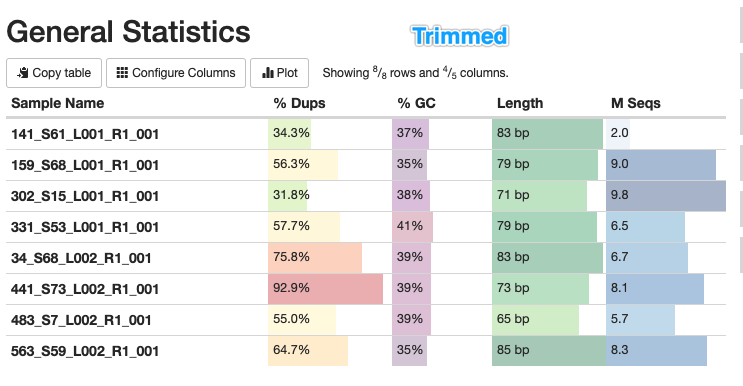 General Statistics
Trimmed
Copy table
Configure Columns
Plot
Showing 8/8 rows and 4/5 columns.
Sample Name % Dups % GC Length M Seqs
141_S61_L001_R1_001 34.3% 37% 83 bp 2.0
159_S68_L001_R1_001 56.3% 35% 79 bp 9.0
302_S15_L001_R1_001 31.8% 38% 71 bp 9.8
331_S53_L001_R1_001 57.7% 41% 79 bp 6.5
34_S68_L002_R1_001 75.8% 39% 83 bp 6.7
441_S73_L002_R1_001 92.9% 39% 73 bp 8.1
483_S7_L002_R1_001 55.0% 39% 65 bp 5.7
563_S59_L002_R1_001 64.7% 35% 85 bp 8.3